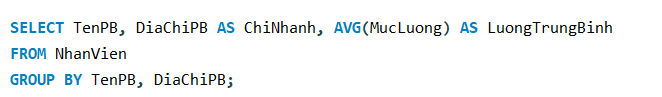 SELECT TenPB, DiaChiPB AS ChiNhanh, AVG(MucLuong) AS LuongTrungBinh
FROM NhanVien
GROUP BY TenPB, DiaChiPB;